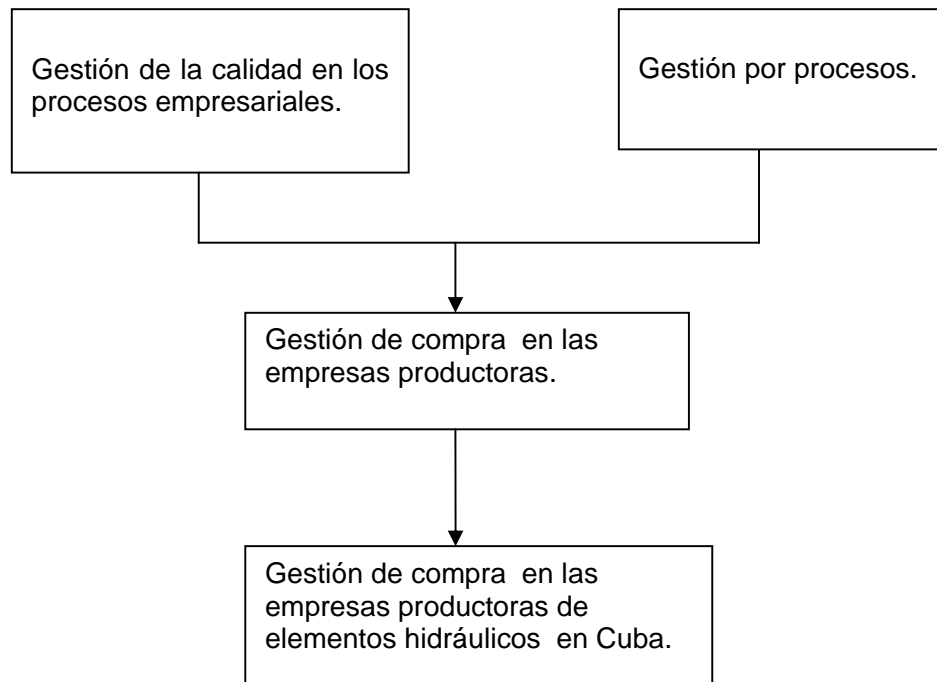 Gestión de la calidad en los
procesos empresariales.
Gestión por procesos.
Gestión de compra  en las
empresas productoras.
Gestión de compra  en las
empresas productoras de
elementos hidráulicos  en Cuba.